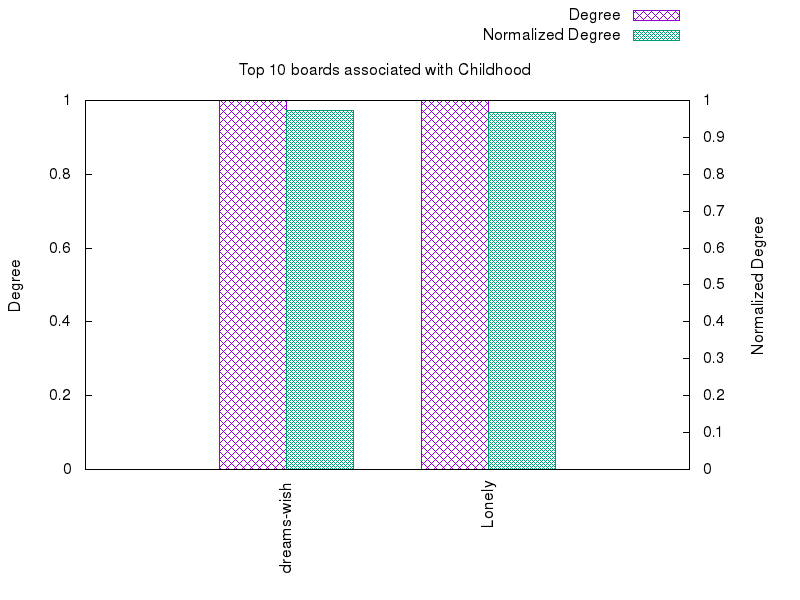 Degree
Normalized Degree
Top 10 boards associated with Childhood
1
0.8
0.6
0.4
0.2
0
Degree
1
0.9
0.8
0.7
0.6
0.5
0.4
0.3
0.2
0.1
0
Normalized Degree
dreams-wish
Lonely